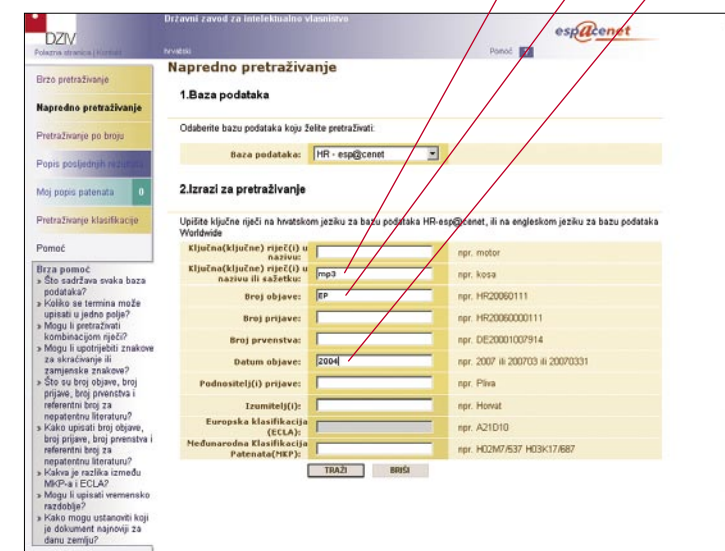 Državni zavod za intelektualno vlasništvo
DZIV
esp@cenet
Polazna stranica | Kontakt
hrvatski
Pomoć
Brzo pretraživanje
Napredno pretraživanje
Pretraživanje po broju
Popis posljednjih rezultata
Moj popis patenata 0
Pretraživanje klasifikacije
Pomoć
Brza pomoć
» Što sadržava svaka baza
podataka?
» Koliko se termina može
upisati u jedno polje?
» Mogu li pretraživati
kombinacijom riječi?
» Mogu li upotrijebiti znakove
za skraćivanje ili
zamjenske znakove?
» Što su broj objave, broj
prijave, broj prvenstva i
referentni broj za
nepatentnu literaturu?
» Kako upisati broj objave,
broj prijave, broj prvenstva i
referentni broj za
nepatentnu literaturu?
» Kakva je razlika između
MKP-a i ECLA?
» Mogu li upisati vremensko
razdoblje?
» Kako mogu ustanoviti koji
je dokument najnoviji za
danu zemlju?
Napredno pretraživanje
1.Baza podataka
Odaberite bazu podataka koju želite pretraživati:
Baza podataka: HR - esp@cenet
2.Izrazi za pretraživanje
Upišite ključne riječi na hrvatskom jeziku za bazu podataka HR-esp@cenet, ili na engleskom jeziku za bazu podataka
Worldwide
Ključna(ključne) riječ(i) u
nazivu: npr. motor
Ključna(ključne) riječ(i) u
nazivu ili sažetku: mp3 npr. kosa
Broj objave: EP npr. HR20060111
Broj prijave: npr. HR20060000111
Broj prvenstva: npr. DE20001007914
Datum objave: 2004 npr. 2007 ili 200703 ili 20070331
Podnositelj(i) prijave: npr. Pliva
Izumitelj(i): npr. Horvat
Europska klasifikacija
(ECLA): npr. A21D10
Međunarodna Klasifikacija
Patenata(MKP): npr. H02M7/537 H03K17/687
TRAŽI BRIŠI